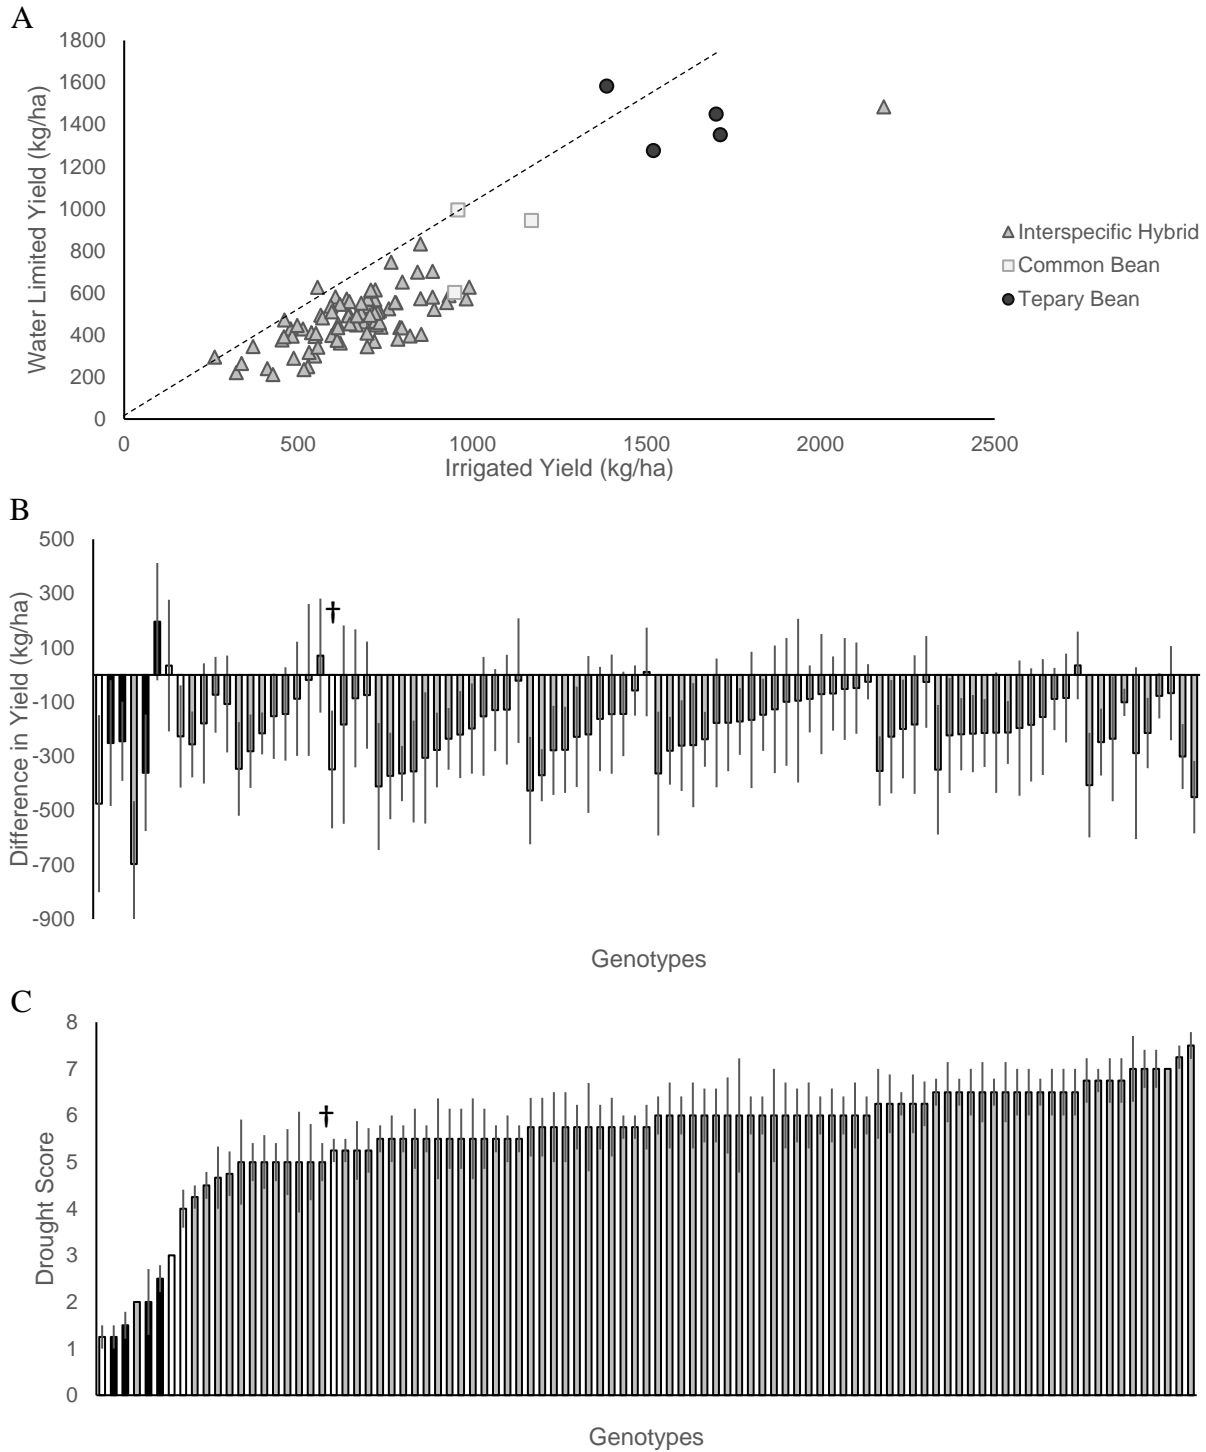 A
1800
1600
1400
1200
1000
800
600
400
200
0
Water Limited Yield (kg/ha)
0 500 1000 1500 2000 2500
Irrigated Yield (kg/ha)
Interspecific Hybrid
Common Bean
Tepary Bean
B
500
300
100
-100
-300
-500
-700
-900
Difference in Yield (kg/ha)
†
Genotypes
C
8
7
6
5
4
3
2
1
0
Drought Score
†
Genotypes